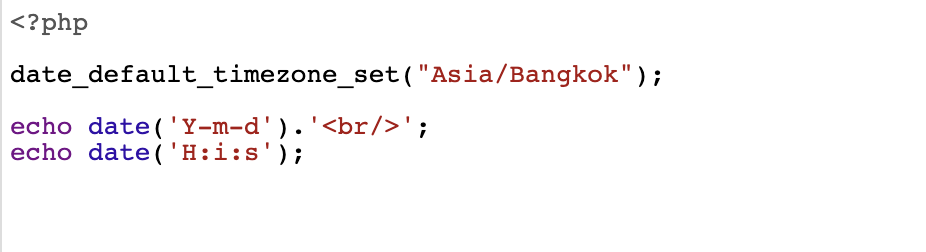 <?php
date_default_timezone_set("Asia/Bangkok");
echo date('Y-m-d').'<br/>';
echo date('H:i:s');